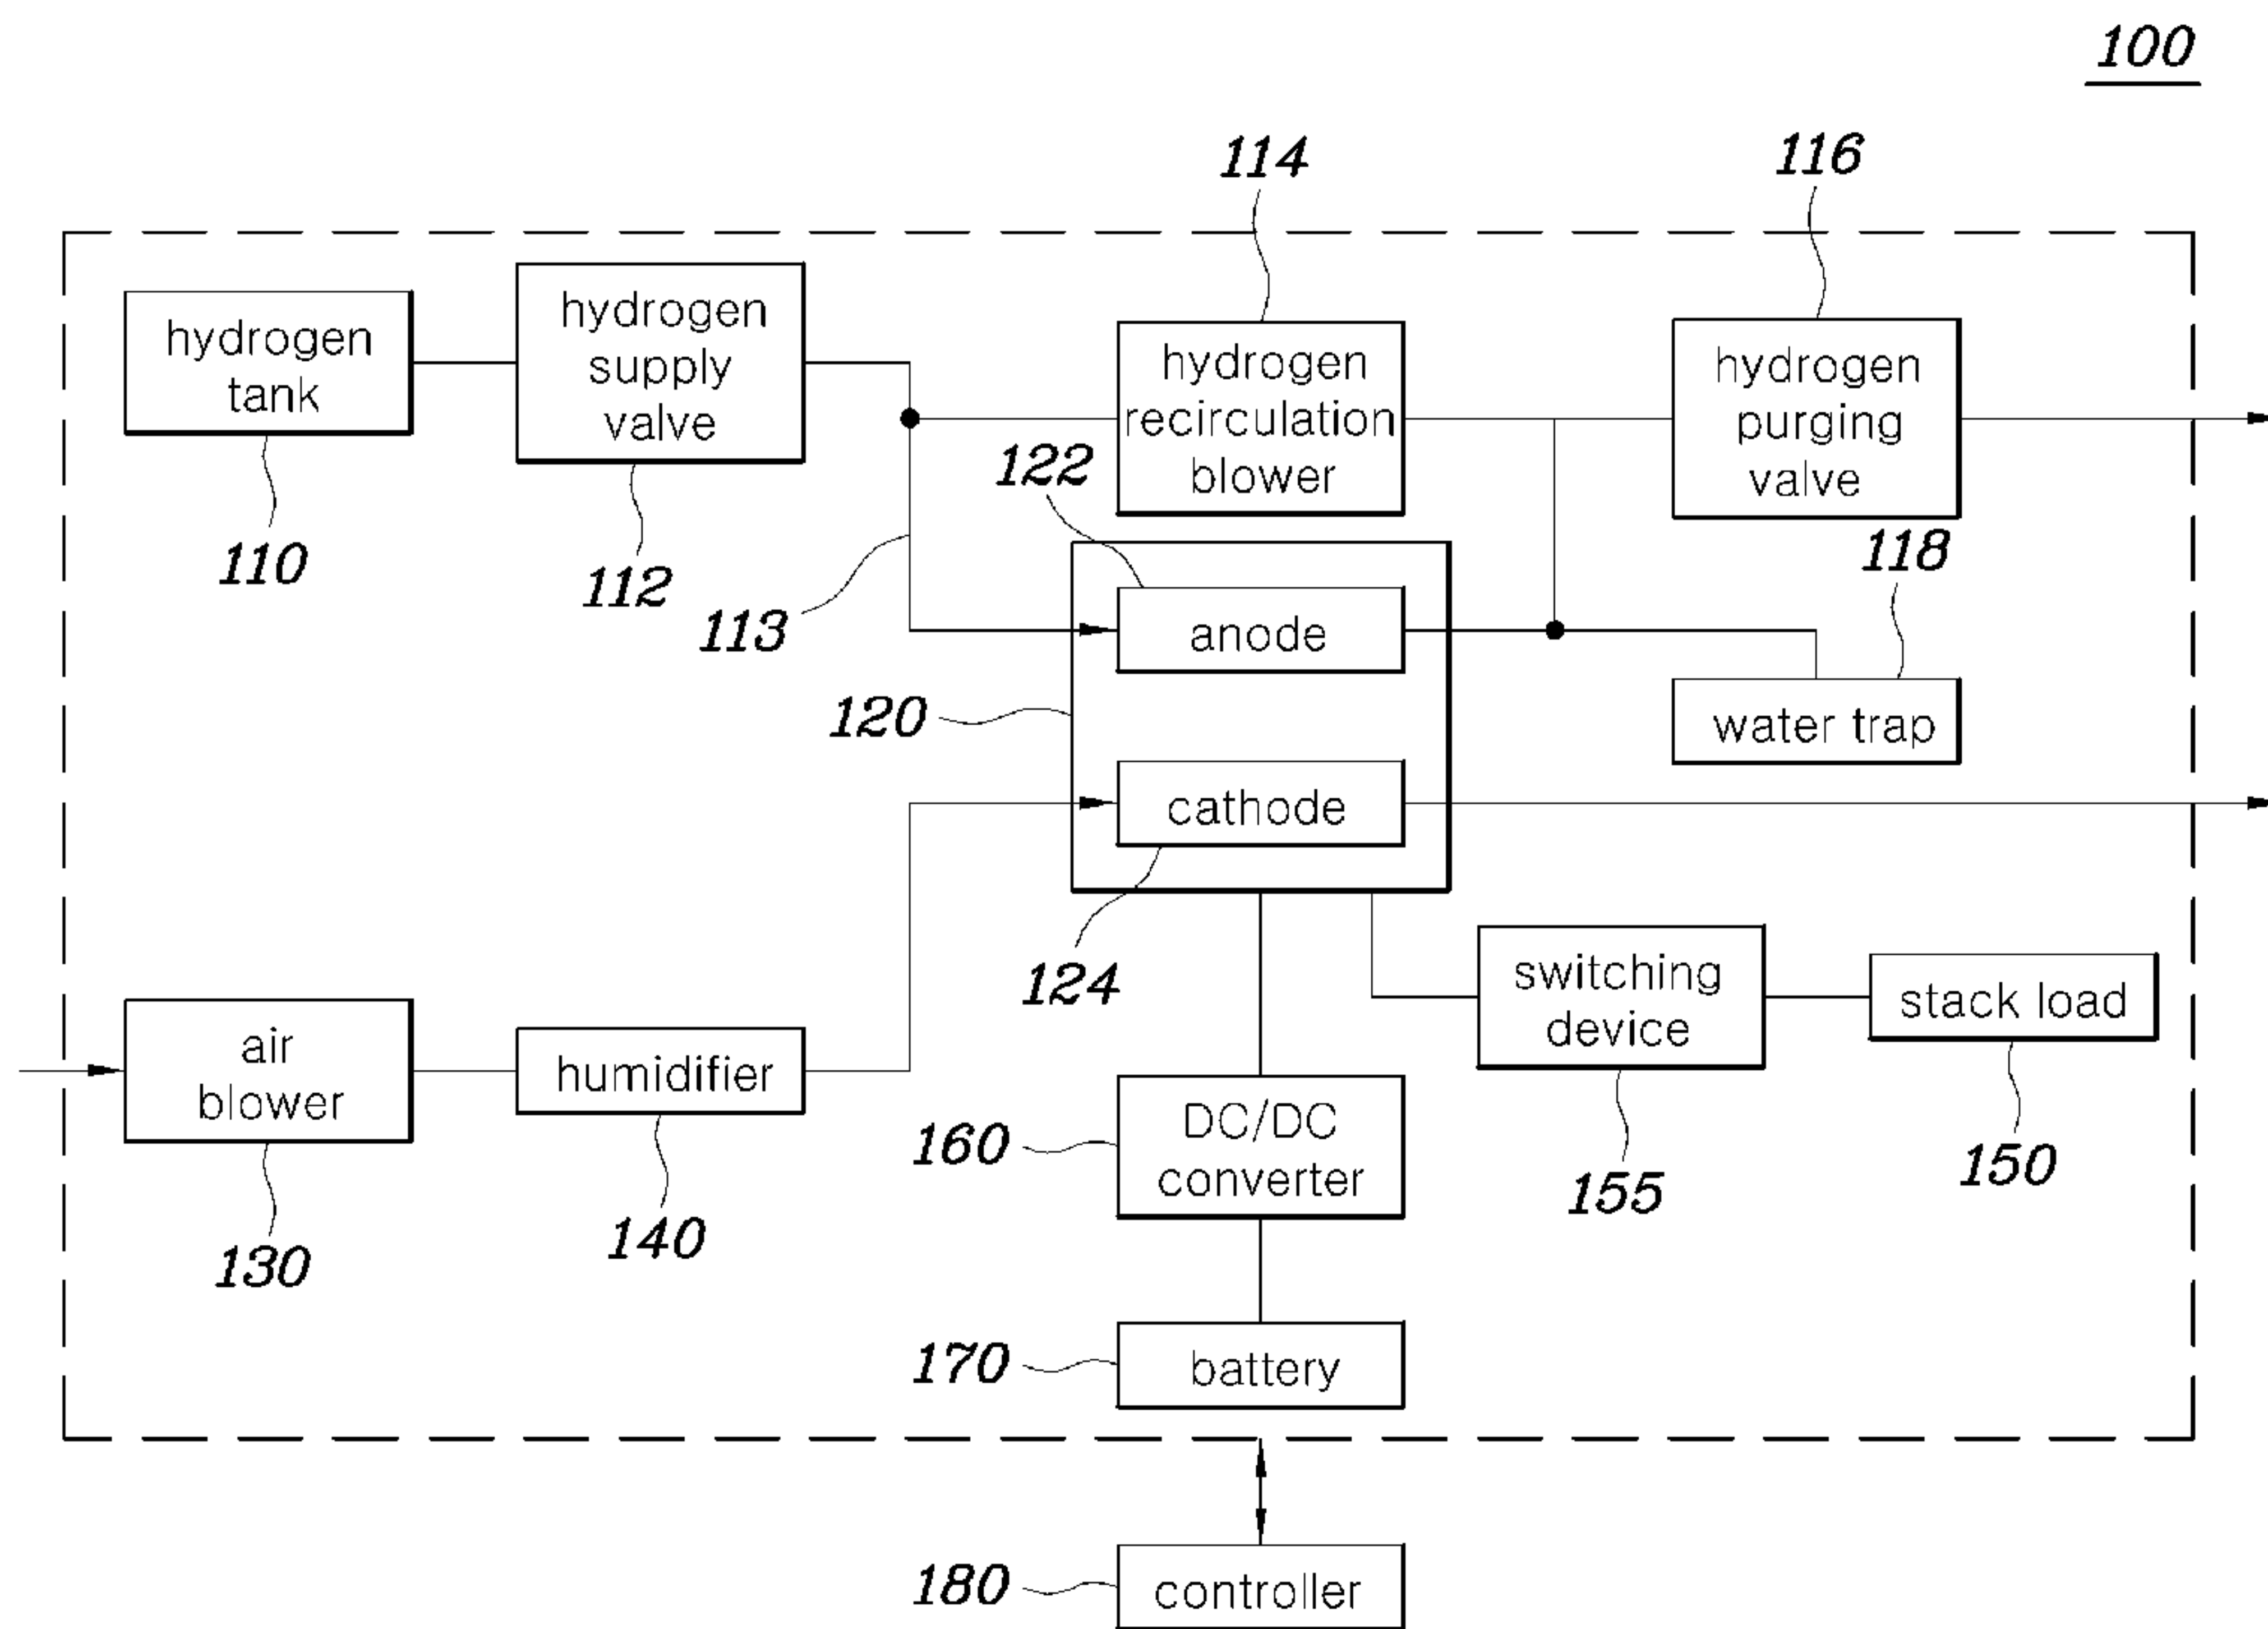 100
114
116
hydrogen
tank
hydrogen
supply
valve
hydrogen
recirculation
blower
hydrogen
purging
valve
110
112
113
122
118
anode
120
water trap
cathode
124
switching
device
stack load
air
blower
humidifier
160
DC/DC
converter
155
150
130
140
170
battery
180
controller